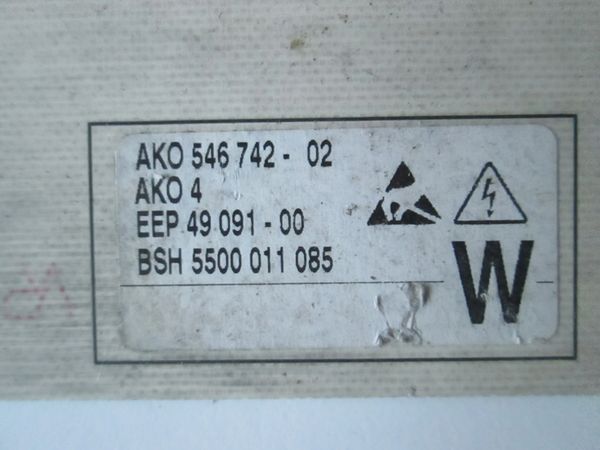 AKO 546 742 - 02
AKO 4
EEP 49 091 - 00
BSH 5500 011 085
W